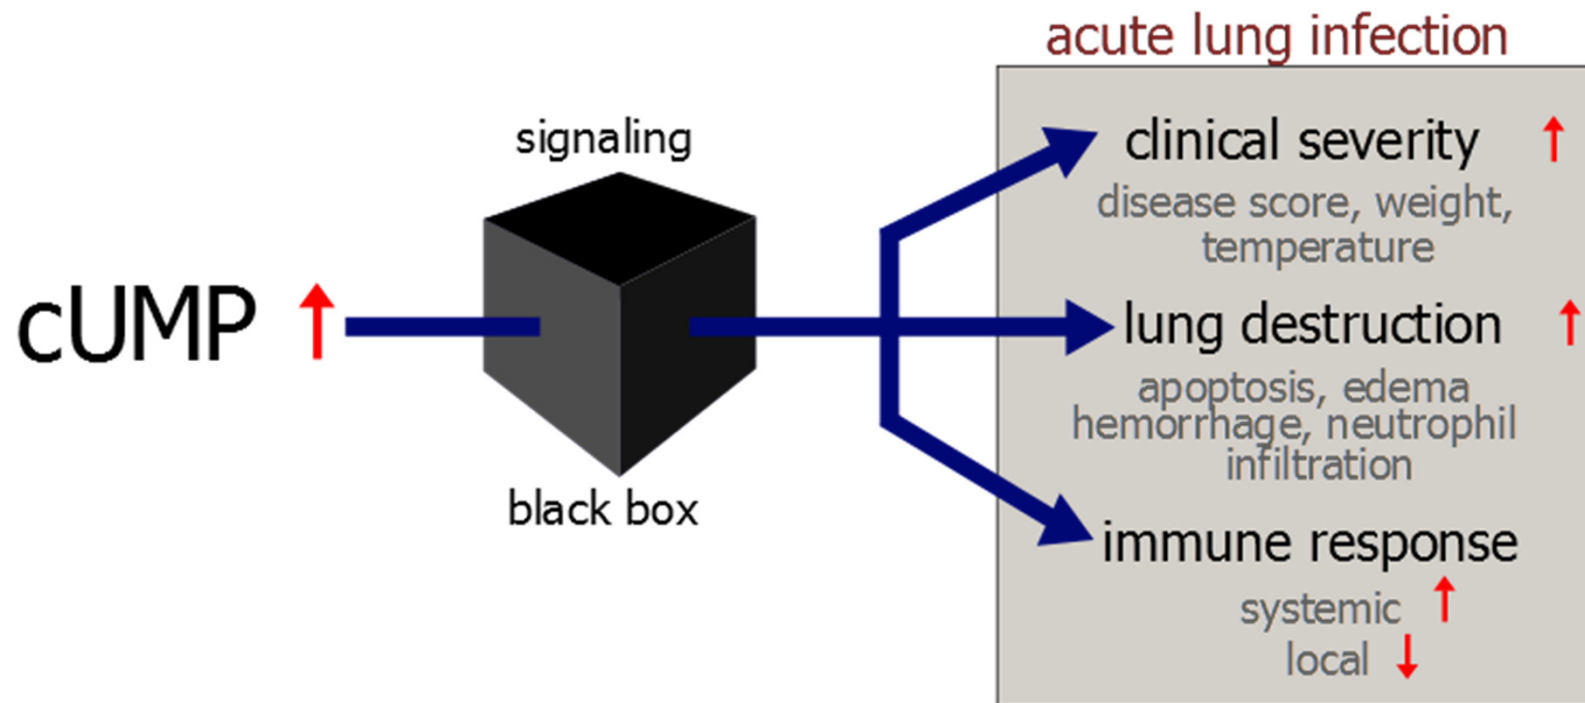 acute lung infection
signaling
black box
cUMP
clinical severity
disease score, weight,
temperature
lung destruction
apoptosis, edema
hemorrhage, neutrophil
infiltration
immune response
systemic
local